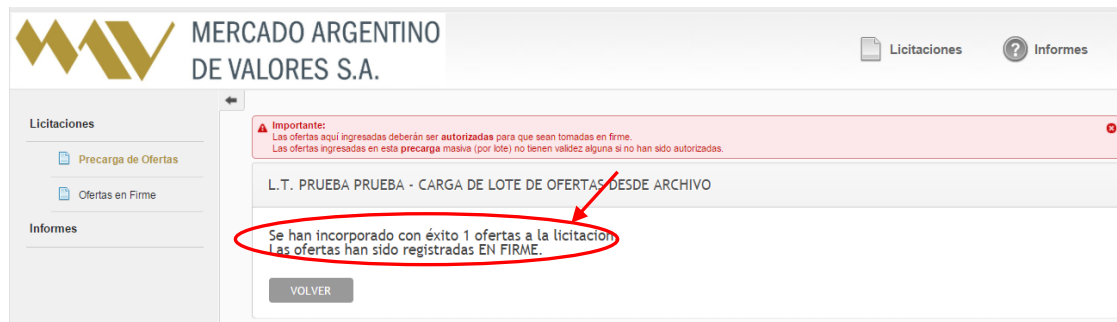 MERCADO ARGENTINO
DE VALORES S.A.
Licitaciones
Informes
Licitaciones
Precarga de Ofertas
Ofertas en Firme
Informes
Importante:
Las ofertas aquí ingresadas deberán ser autorizadas para que sean tomadas en firme.
Las ofertas ingresadas en esta precarga masiva (por lote) no tienen validez alguna si no han sido autorizadas.
L.T. PRUEBA PRUEBA - CARGA DE LOTE DE OFERTAS DESDE ARCHIVO
Se han incorporado con éxito 1 ofertas a la licitación
Las ofertas han sido registradas EN FIRME.
VOLVER